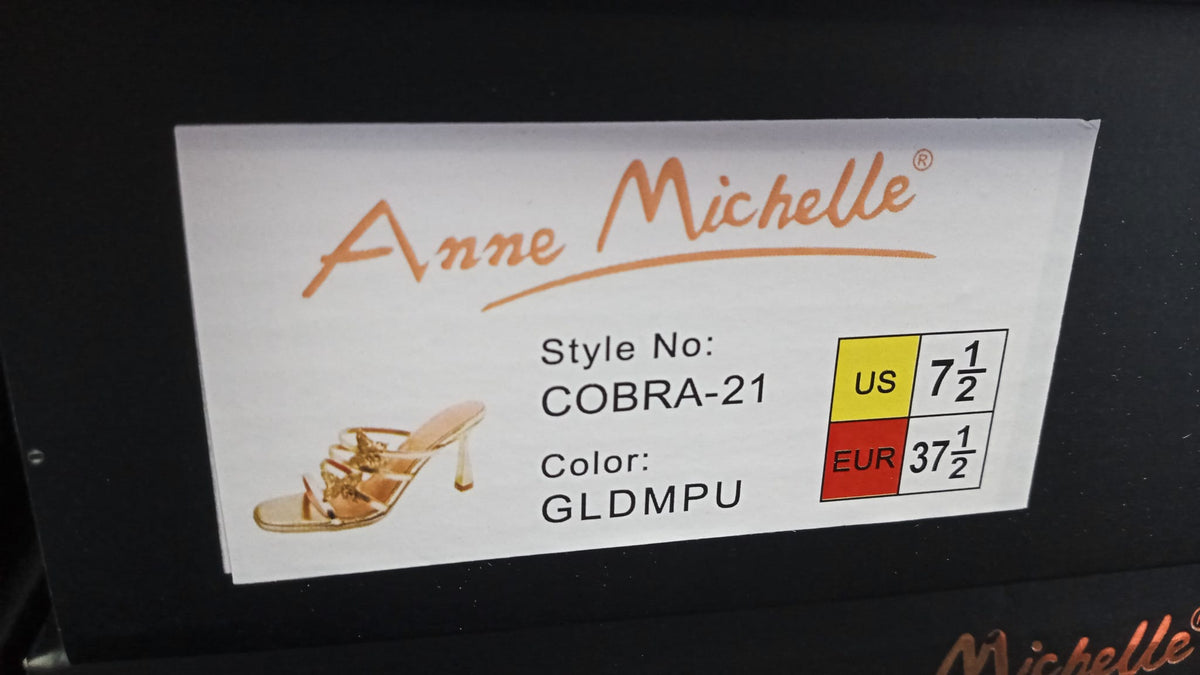 Anne Michelle®
Style No:
COBRA-21
Color:
GLDMPU
US 7 1/2
EUR 37 1/2
Michelle®